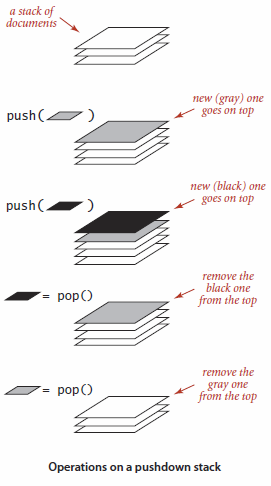 a stack of
documents
push( )
new (gray) one
goes on top
push( )
new (black) one
goes on top
= pop()
remove the
black one
from the top
= pop()
remove the
gray one
from the top
Operations on a pushdown stack